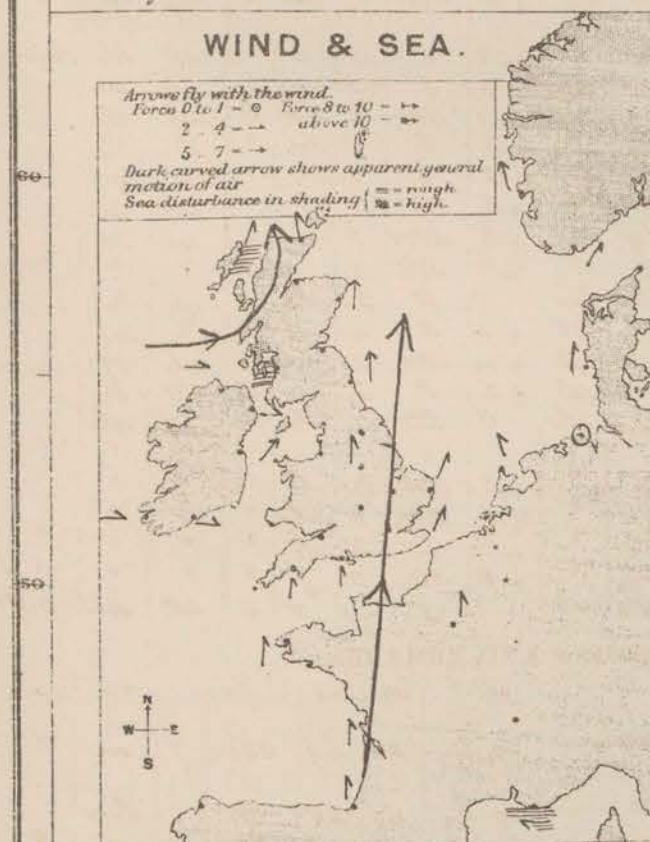 WIND & SEA.
Arrows fly with the wind.
Force 0 to 1 = ⊙ Force 8 to 10 =
2 .. 4 = → above 10 =
5 .. 7 = →
Dark curved arrow shows apparent general
motion of air
Sea disturbance in shading { = rough
= high.
60
50
N
W E
S